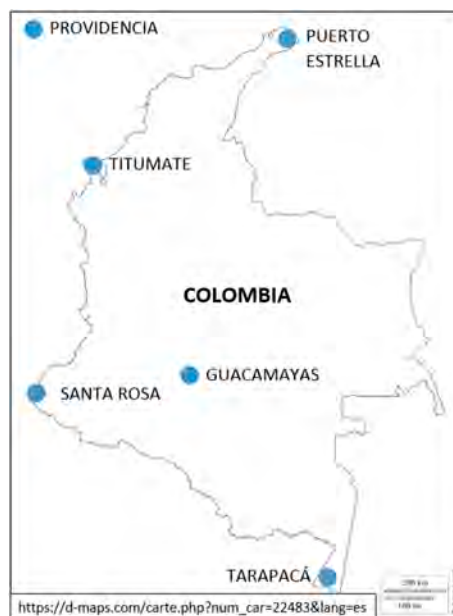 PROVIDENCIA
PUERTO
ESTRELLA
TITUMATE
COLOMBIA
GUACAMAYAS
SANTA ROSA
TARAPACÁ
https://d-maps.com/carte.php?num_car=22483&lang=es